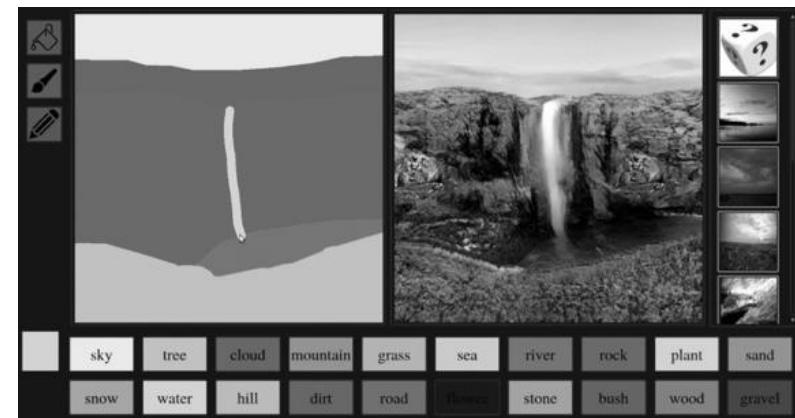 ? ?
sky tree cloud mountain grass sea river rock plant sand
snow water hill dirt road flower stone bush wood gravel